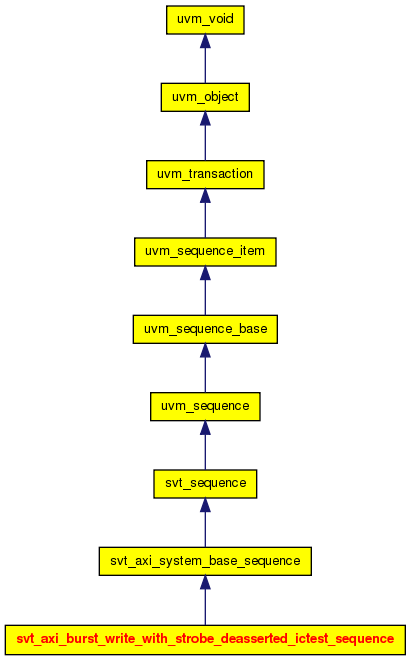 uvm_void
uvm_object
uvm_transaction
uvm_sequence_item
uvm_sequence_base
uvm_sequence
svt_sequence
svt_axi_system_base_sequence
svt_axi_burst_write_with_strobe_deasserted_ictest_sequence